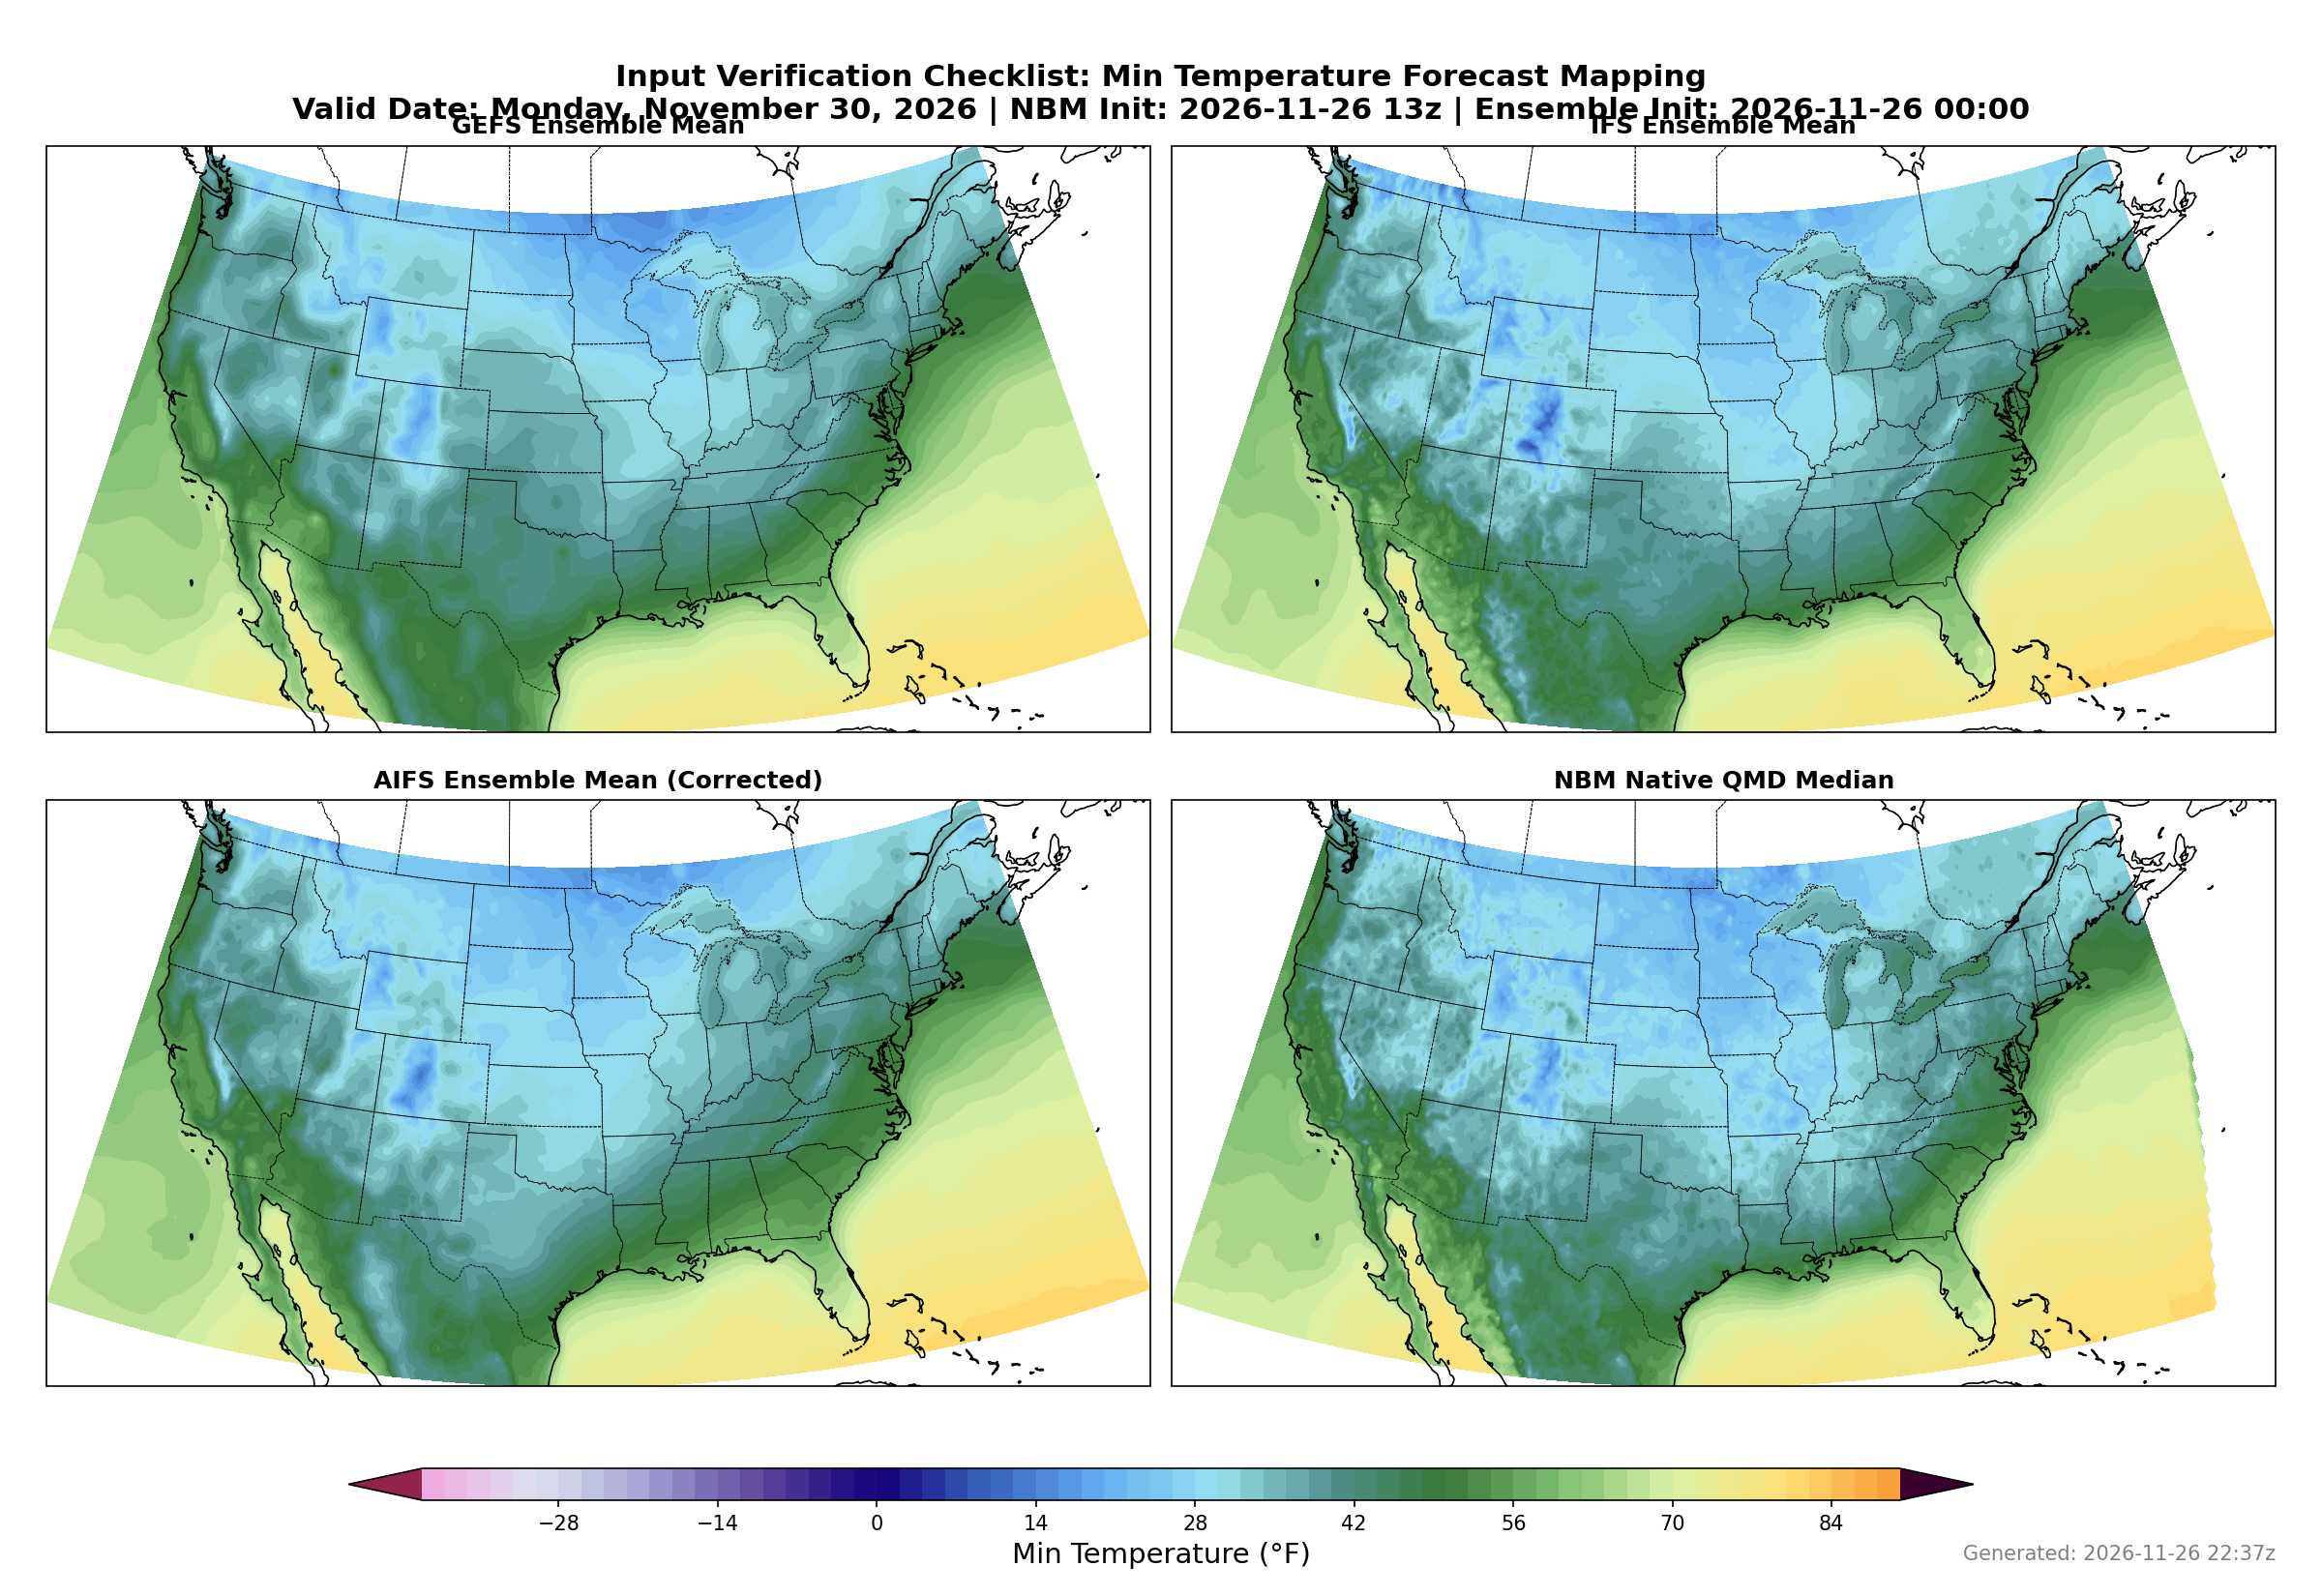 Input Verification Checklist: Min Temperature Forecast Mapping
Valid Date: Monday, November 30, 2026 | NBM Init: 2026-11-26 13z | Ensemble Init: 2026-11-26 00:00
GEFS Ensemble Mean
IFS Ensemble Mean
AIFS Ensemble Mean (Corrected)
NBM Native QMD Median
−28 −14 0 14 28 42 56 70 84
Min Temperature (°F)
Generated: 2026-11-26 22:37z